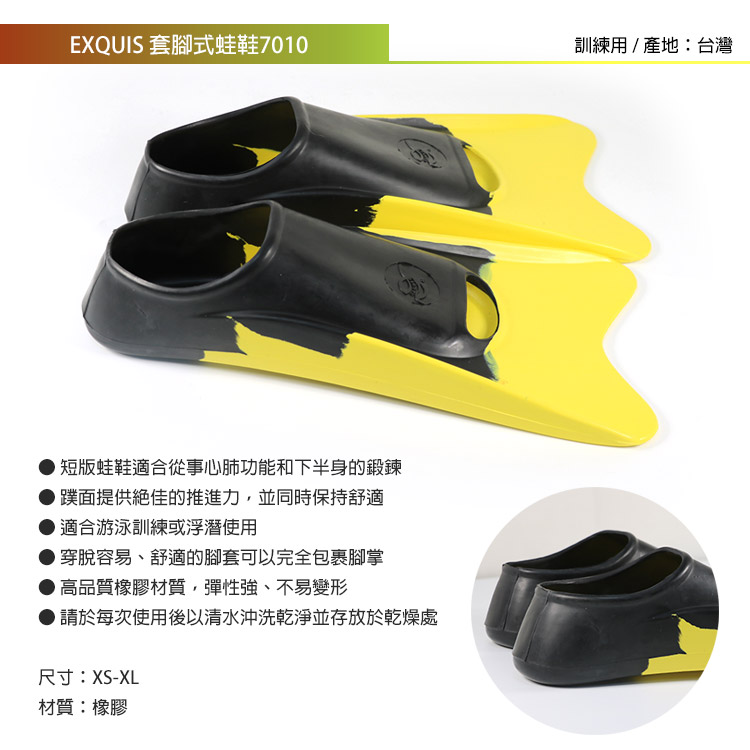 EXQUIS 套腳式蛙鞋7010
訓練用 / 產地：台灣
● 短版蛙鞋適合從事心肺功能和下半身的鍛鍊
● 蹼面提供絶佳的推進力，並同時保持舒適
● 適合游泳訓練或浮潛使用
● 穿脫容易、舒適的腳套可以完全包裹腳掌
● 高品質橡膠材質，彈性強、不易變形
● 請於每次使用後以清水沖洗乾淨並存放於乾燥處
尺寸：XS-XL
材質：橡膠